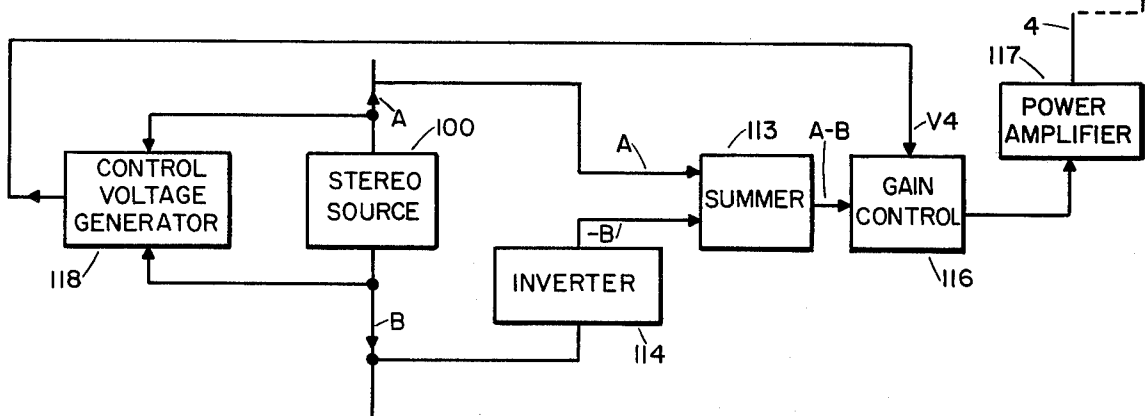 4
117
POWER
AMPLIFIER
A
100
113
A
A-B
V4
CONTROL
VOLTAGE
GENERATOR
STEREO
SOURCE
SUMMER
GAIN
CONTROL
-B
118
INVERTER
116
B
114